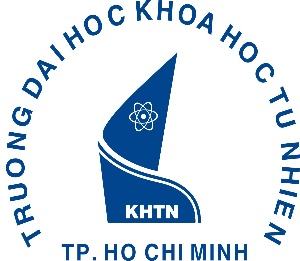 TRUONG DAI HOC KHOA HOC TU NHIEN
KHTN
TP. HO CHI MINH